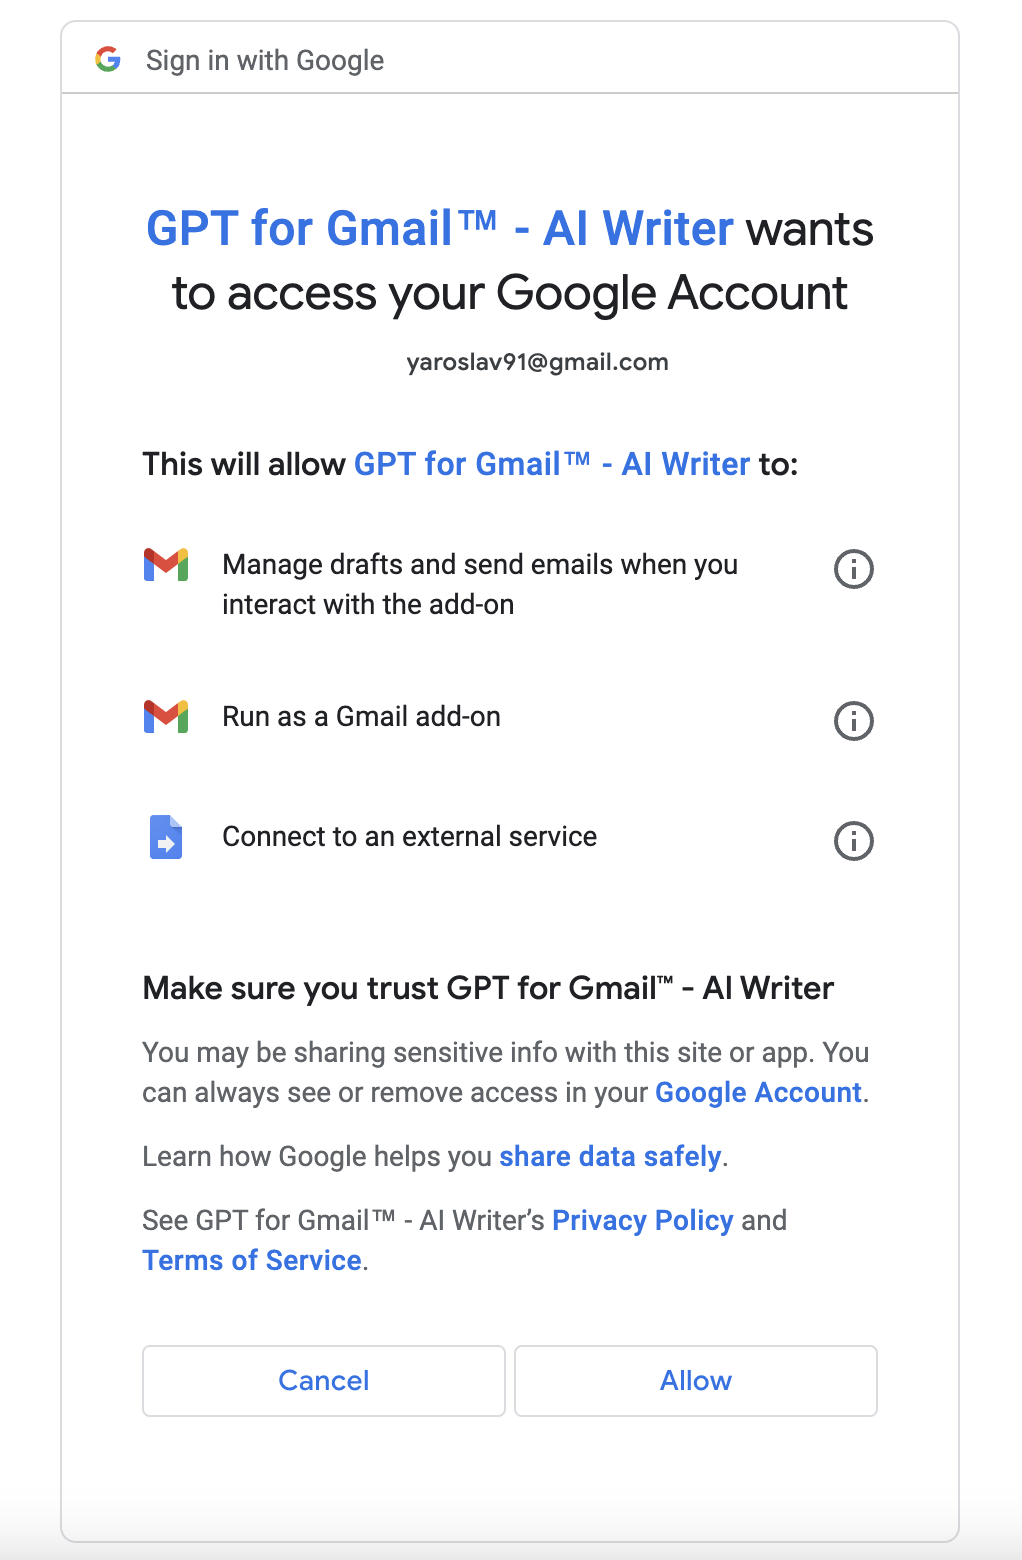 Sign in with Google
GPT for Gmail™ - AI Writer wants
to access your Google Account
yaroslav91@gmail.com
This will allow GPT for Gmail™ - AI Writer to:
Manage drafts and send emails when you
interact with the add-on
Run as a Gmail add-on
Connect to an external service
Make sure you trust GPT for Gmail™ - AI Writer
You may be sharing sensitive info with this site or app. You
can always see or remove access in your Google Account.
Learn how Google helps you share data safely.
See GPT for Gmail™ - AI Writer’s Privacy Policy and
Terms of Service.
Cancel
Allow